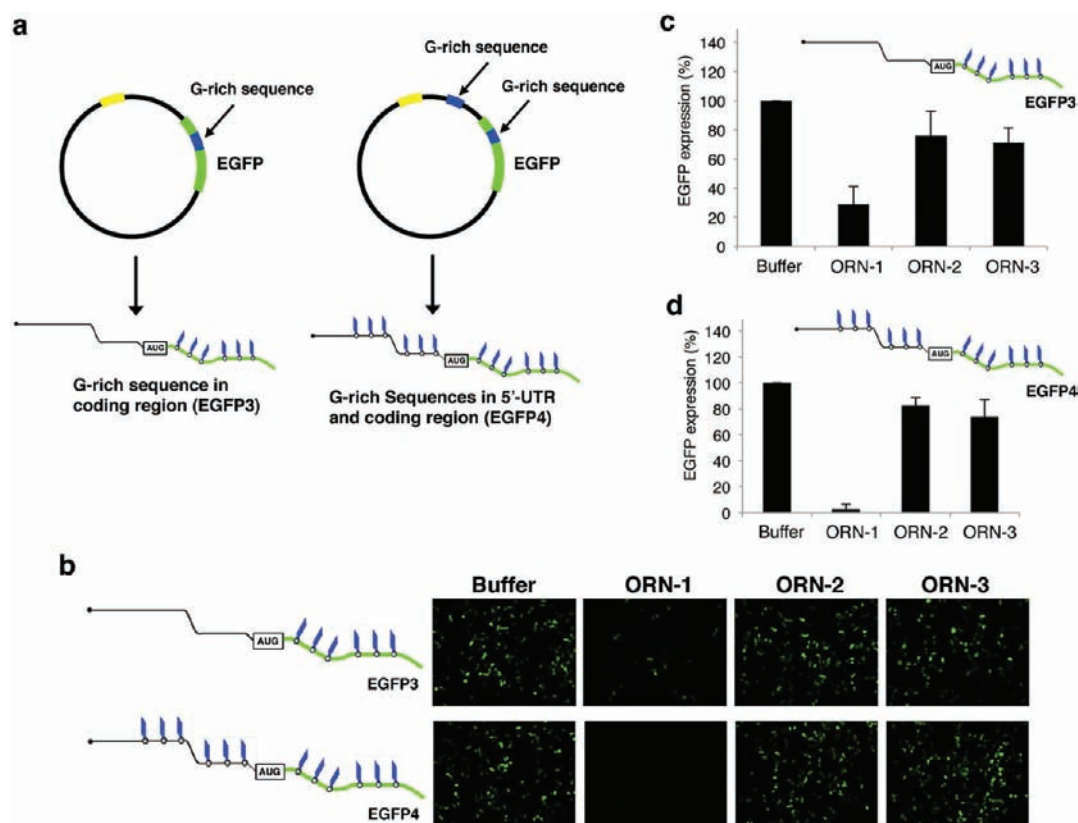 a
G-rich sequence
EGFP
AUG
G-rich sequence in
coding region (EGFP3)
G-rich sequence
G-rich sequence
EGFP
AUG
G-rich Sequences in 5'-UTR
and coding region (EGFP4)
b
Buffer
ORN-1
ORN-2
ORN-3
AUG
EGFP3
AUG
EGFP4
c
EGFP expression (%)
140
120
100
80
60
40
20
0
AUG
EGFP3
Buffer
ORN-1
ORN-2
ORN-3
d
EGFP expression (%)
140
120
100
80
60
40
20
0
AUG
EGFP4
Buffer
ORN-1
ORN-2
ORN-3